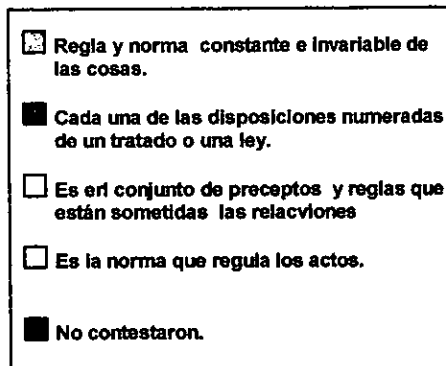 Regla y norma constante e invariable de
las cosas.
Cada una de las disposiciones numeradas
de un tratado o una ley.
Es erl conjunto de preceptos y reglas que
están sometidas las relacviones
Es la norma que regula los actos.
No contestaron.